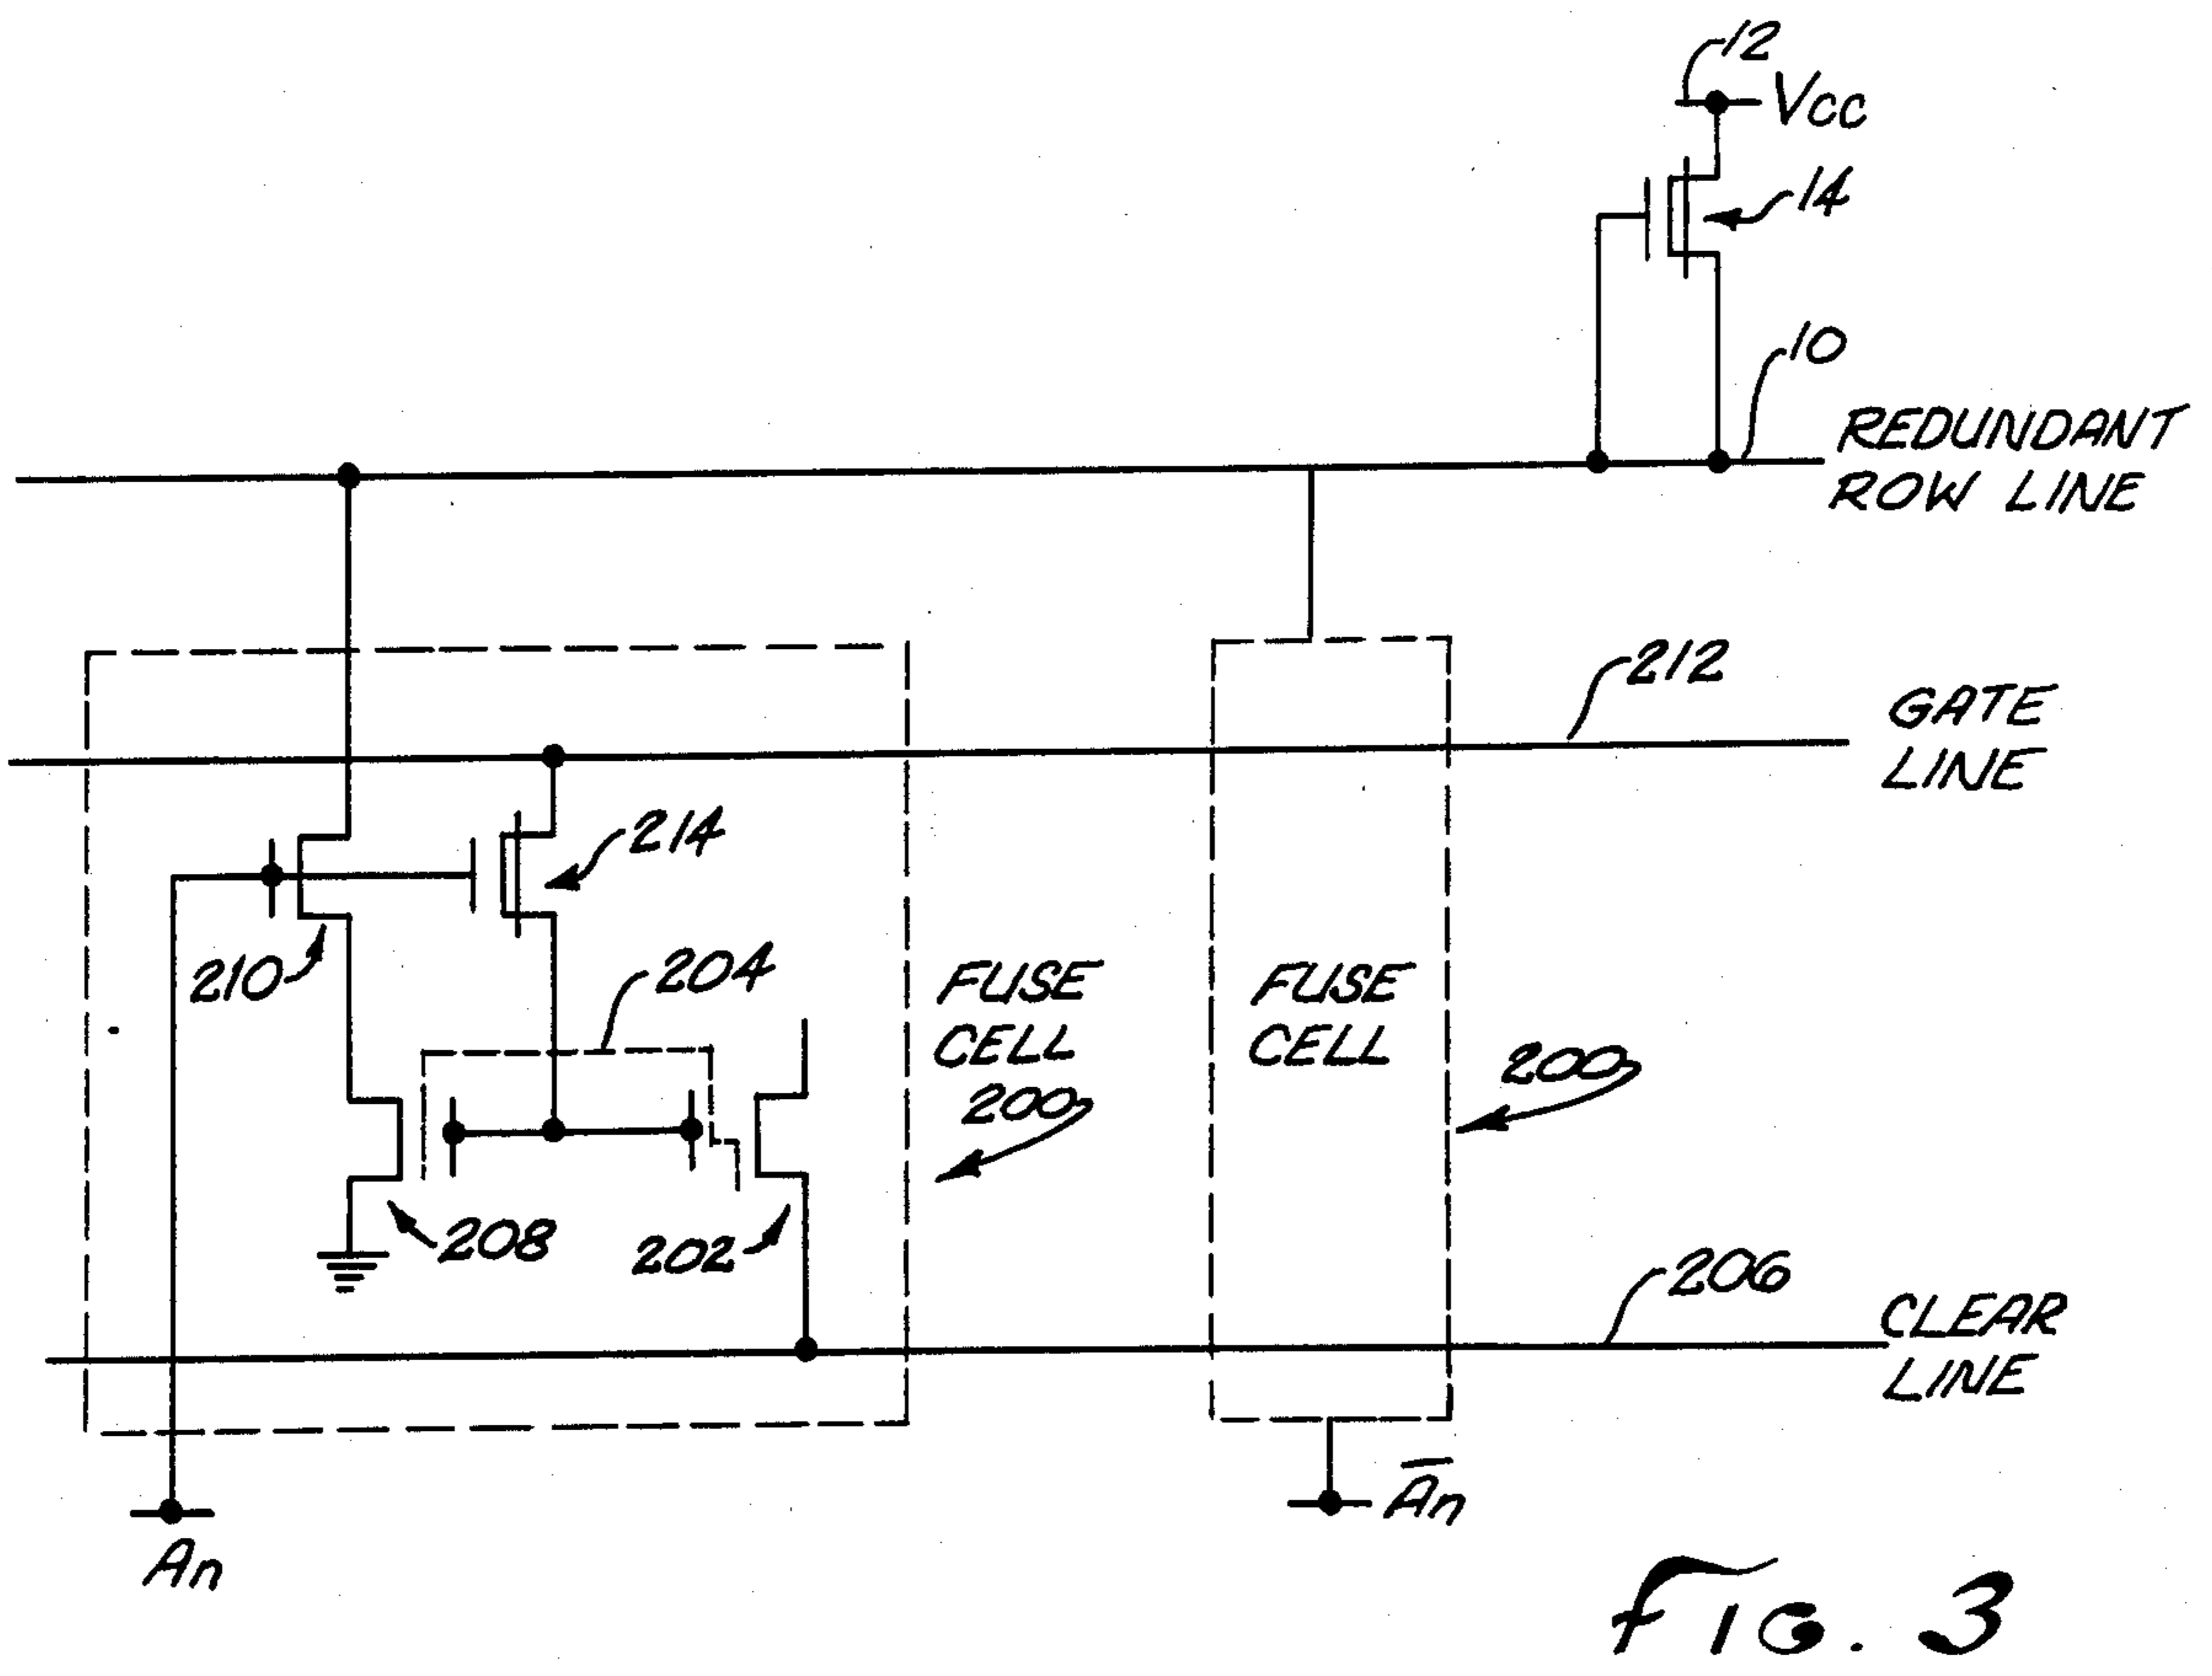 12
Vcc
14
10
REDUNDANT
ROW LINE
212
GATE
LINE
214
210
204
FUSE
CELL
200
FUSE
CELL
200
208
202
206
CLEAR
LINE
An
A̅n
FIG. 3